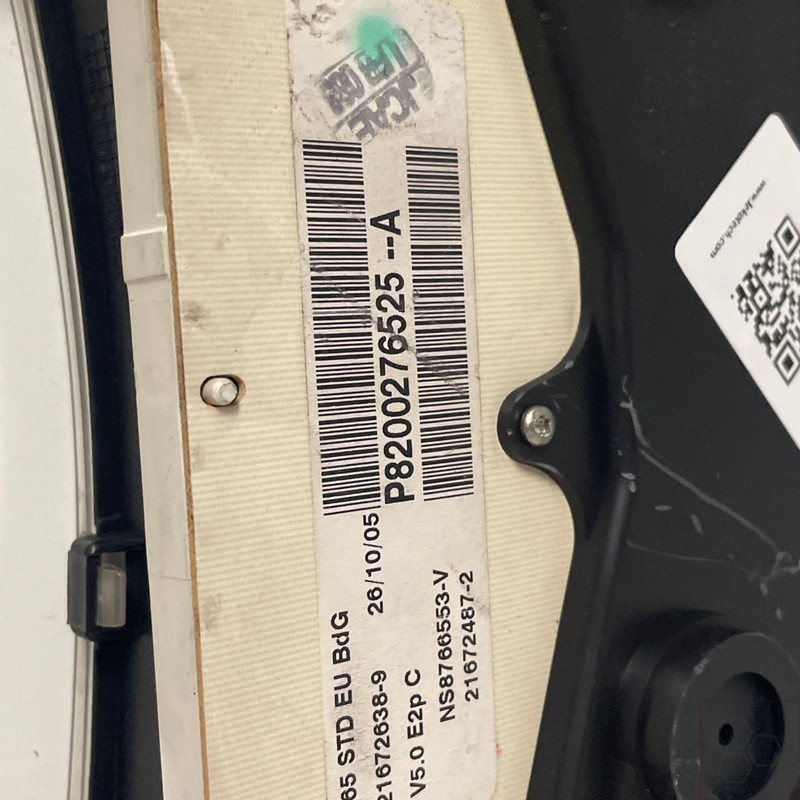 P8200276525 --A
65 STD EU BdG
21672638-9 26/10/05
V5.0 E2p C
NS8766553-V
21672487-2